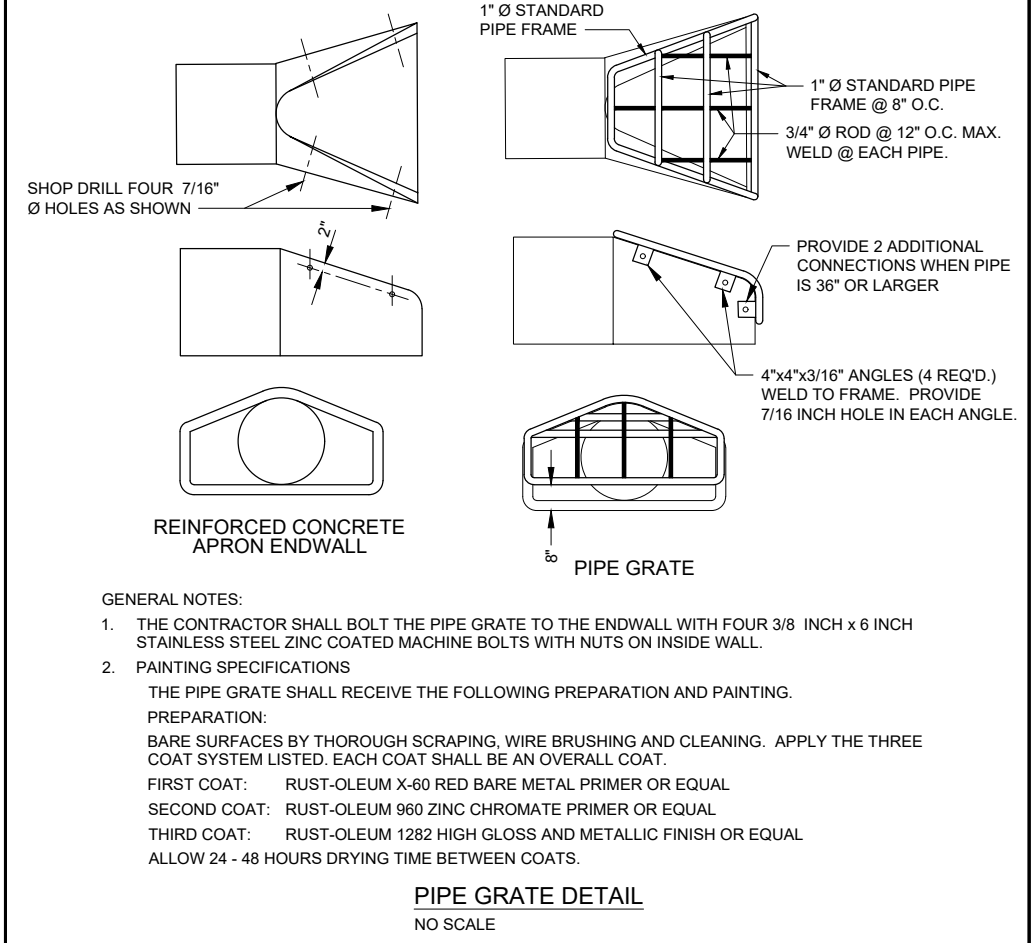 1" Ø STANDARD
PIPE FRAME
1" Ø STANDARD PIPE
FRAME @ 8" O.C.
3/4" Ø ROD @ 12" O.C. MAX.
WELD @ EACH PIPE.
SHOP DRILL FOUR 7/16"
Ø HOLES AS SHOWN
2"
PROVIDE 2 ADDITIONAL
CONNECTIONS WHEN PIPE
IS 36" OR LARGER
4"x4"x3/16" ANGLES (4 REQ'D.)
WELD TO FRAME. PROVIDE
7/16 INCH HOLE IN EACH ANGLE.
REINFORCED CONCRETE
APRON ENDWALL
8"
PIPE GRATE
GENERAL NOTES:
1. THE CONTRACTOR SHALL BOLT THE PIPE GRATE TO THE ENDWALL WITH FOUR 3/8 INCH x 6 INCH
STAINLESS STEEL ZINC COATED MACHINE BOLTS WITH NUTS ON INSIDE WALL.
2. PAINTING SPECIFICATIONS
THE PIPE GRATE SHALL RECEIVE THE FOLLOWING PREPARATION AND PAINTING.
PREPARATION:
BARE SURFACES BY THOROUGH SCRAPING, WIRE BRUSHING AND CLEANING. APPLY THE THREE
COAT SYSTEM LISTED. EACH COAT SHALL BE AN OVERALL COAT.
FIRST COAT: RUST-OLEUM X-60 RED BARE METAL PRIMER OR EQUAL
SECOND COAT: RUST-OLEUM 960 ZINC CHROMATE PRIMER OR EQUAL
THIRD COAT: RUST-OLEUM 1282 HIGH GLOSS AND METALLIC FINISH OR EQUAL
ALLOW 24 - 48 HOURS DRYING TIME BETWEEN COATS.
PIPE GRATE DETAIL
NO SCALE